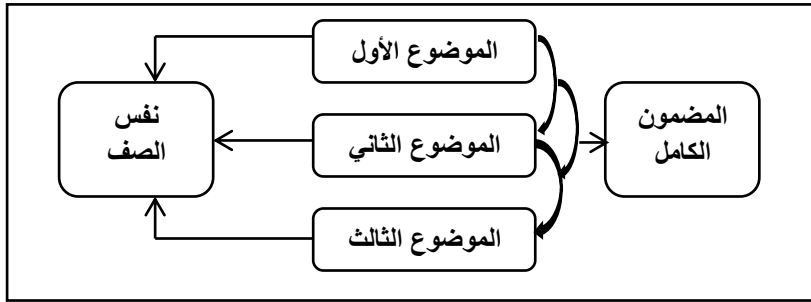 الموضوع الأول
المضمون
الكامل
الموضوع الثاني
نفس
الصف
الموضوع الثالث